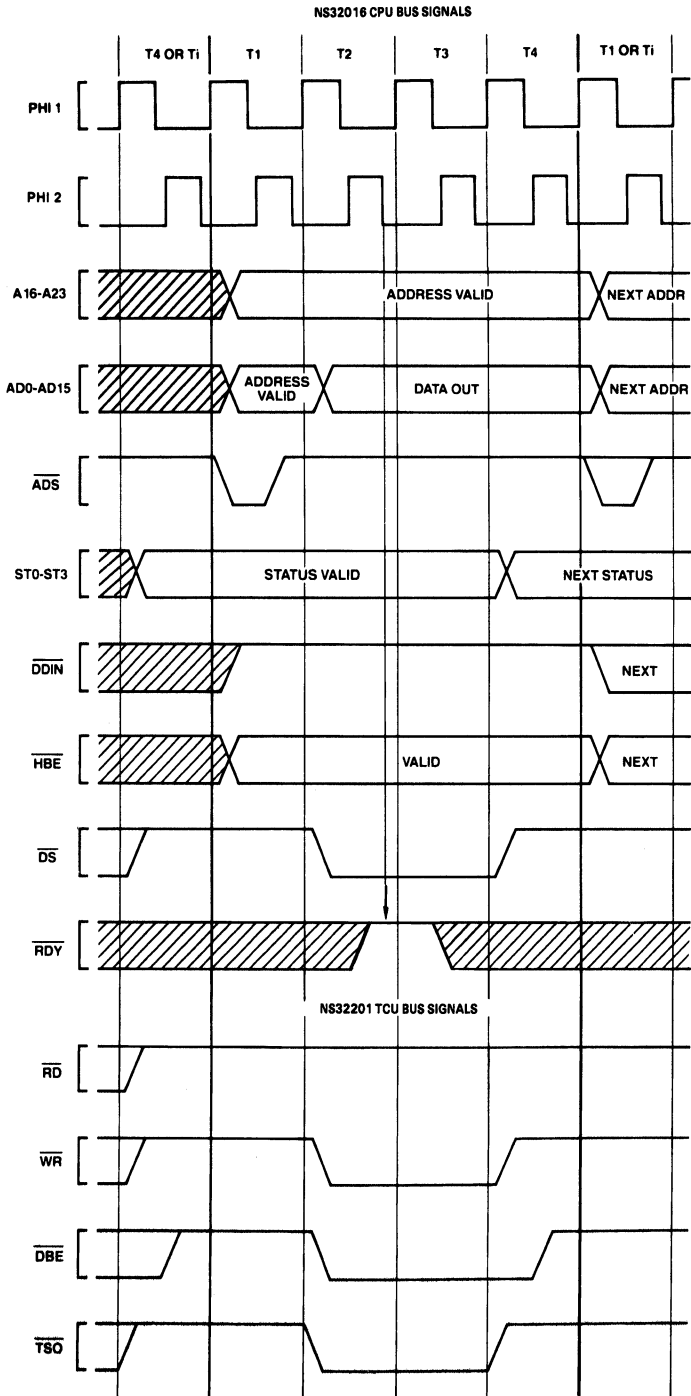 NS32016 CPU BUS SIGNALS
T4 OR Ti T1 T2 T3 T4 T1 OR Ti
PHI 1
PHI 2
A16-A23 ADDRESS VALID NEXT ADDR
AD0-AD15 ADDRESS VALID DATA OUT NEXT ADDR
ADS
ST0-ST3 STATUS VALID NEXT STATUS
DDIN NEXT
HBE VALID NEXT
DS
RDY
NS32201 TCU BUS SIGNALS
RD
WR
DBE
TSO